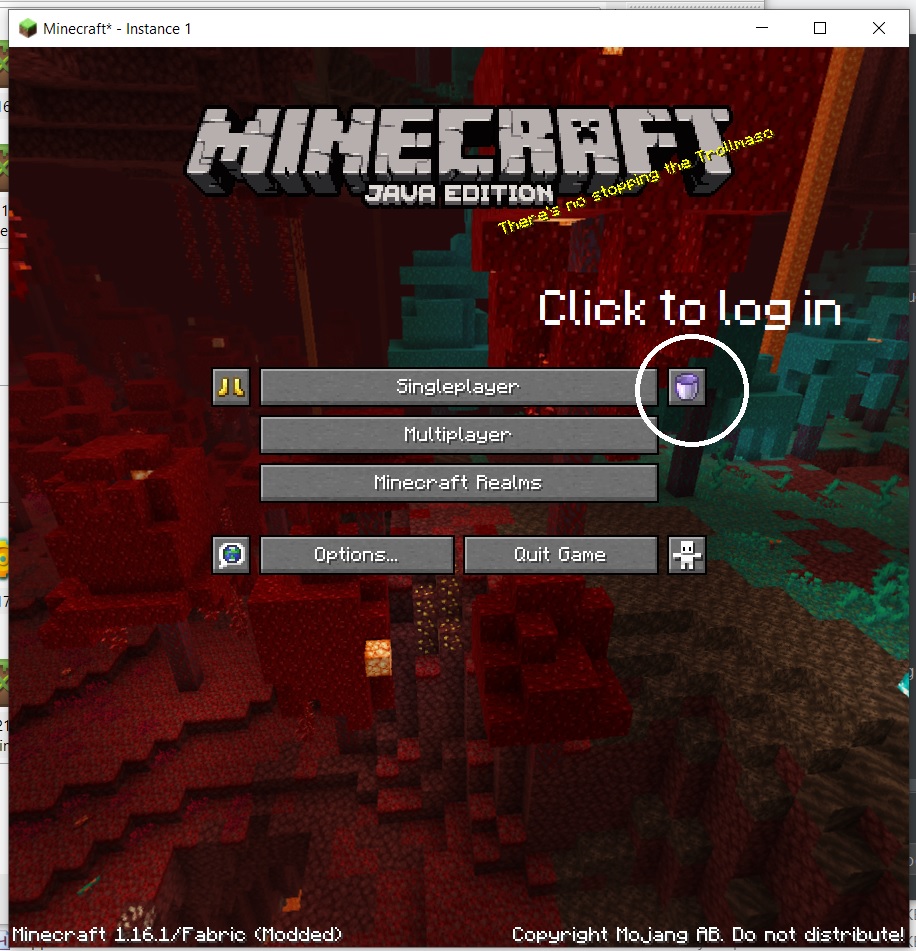 Minecraft* - Instance 1
MINECRAFT
JAVA EDITION
There's no stopping the Trollmaso
Click to log in
Singleplayer
Multiplayer
Minecraft Realms
Options...
Quit Game
Minecraft 1.16.1/Fabric (Modded)
Copyright Mojang AB. Do not distribute!